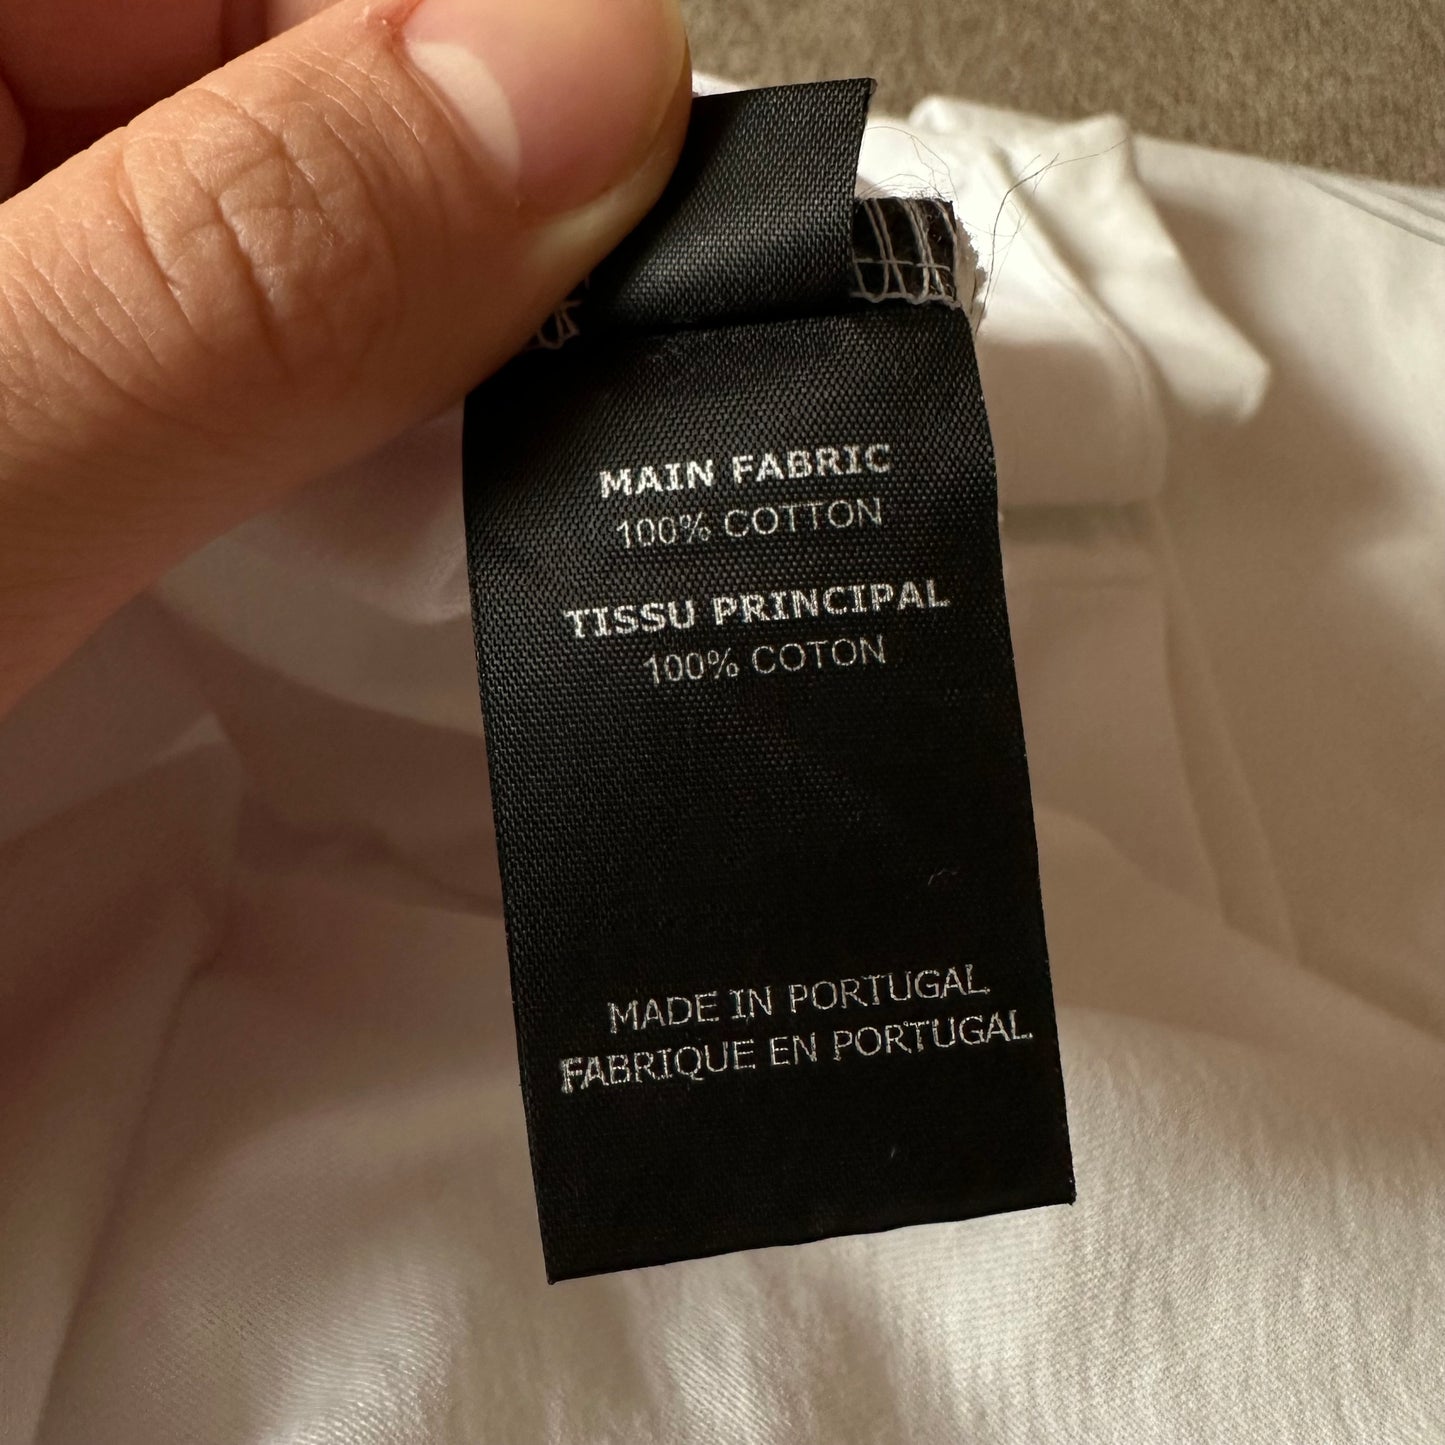 MAIN FABRIC
100% COTTON
TISSU PRINCIPAL
100% COTON
MADE IN PORTUGAL
FABRIQUE EN PORTUGAL